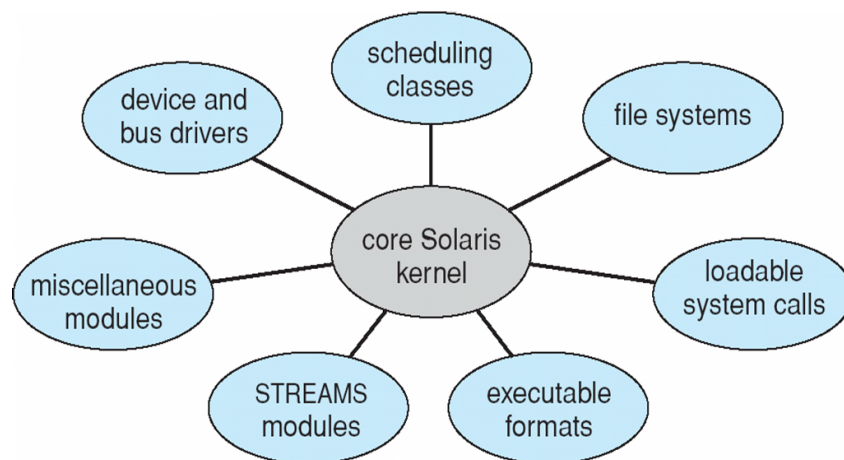 scheduling
classes
device and
bus drivers
file systems
core Solaris
kernel
miscellaneous
modules
loadable
system calls
STREAMS
modules
executable
formats